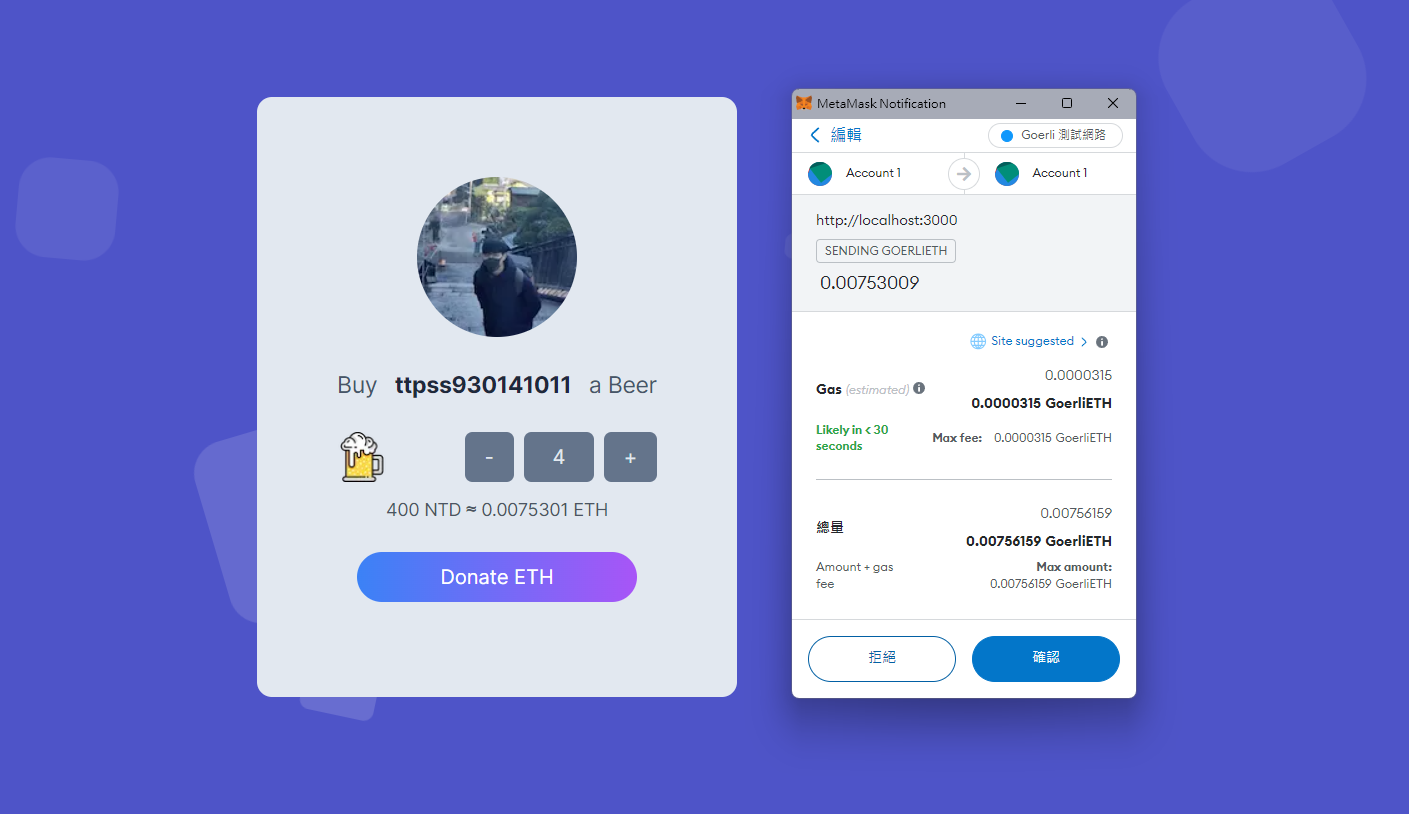 Buy ttpss930141011 a Beer
- 4 +
400 NTD ≈ 0.0075301 ETH
Donate ETH
MetaMask Notification
編輯
Goerli 測試網路
Account 1
Account 1
http://localhost:3000
SENDING GOERLIETH
0.00753009
Site suggested
0.0000315
Gas (estimated)
0.0000315 GoerliETH
Likely in < 30
seconds
Max fee: 0.0000315 GoerliETH
0.00756159
總量
0.00756159 GoerliETH
Amount + gas
fee
Max amount:
0.00756159 GoerliETH
拒絕
確認